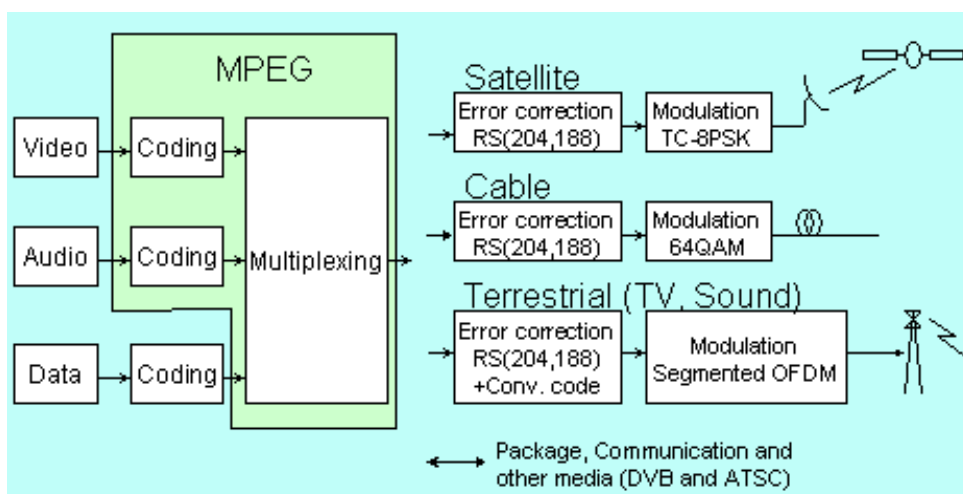 MPEG
Video
Coding
Audio
Coding
Multiplexing
Data
Coding
Satellite
Error correction
RS(204,188)
Modulation
TC-8PSK
Cable
Error correction
RS(204,188)
Modulation
64QAM
Terrestrial (TV, Sound)
Error correction
RS(204,188)
+Conv. code
Modulation
Segmented OFDM
Package, Communication and
other media (DVB and ATSC)